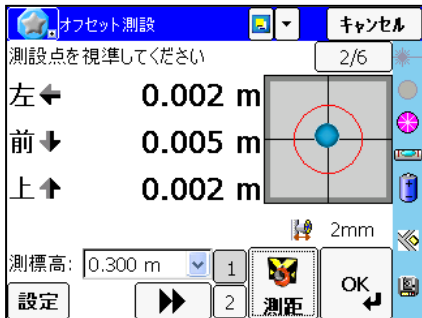 オフセット測設
キャンセル
測設点を視準してください
2/6
左 0.002 m
前 0.005 m
上 0.002 m
2mm
測標高: 0.300 m
1
2
設定
測距
OK